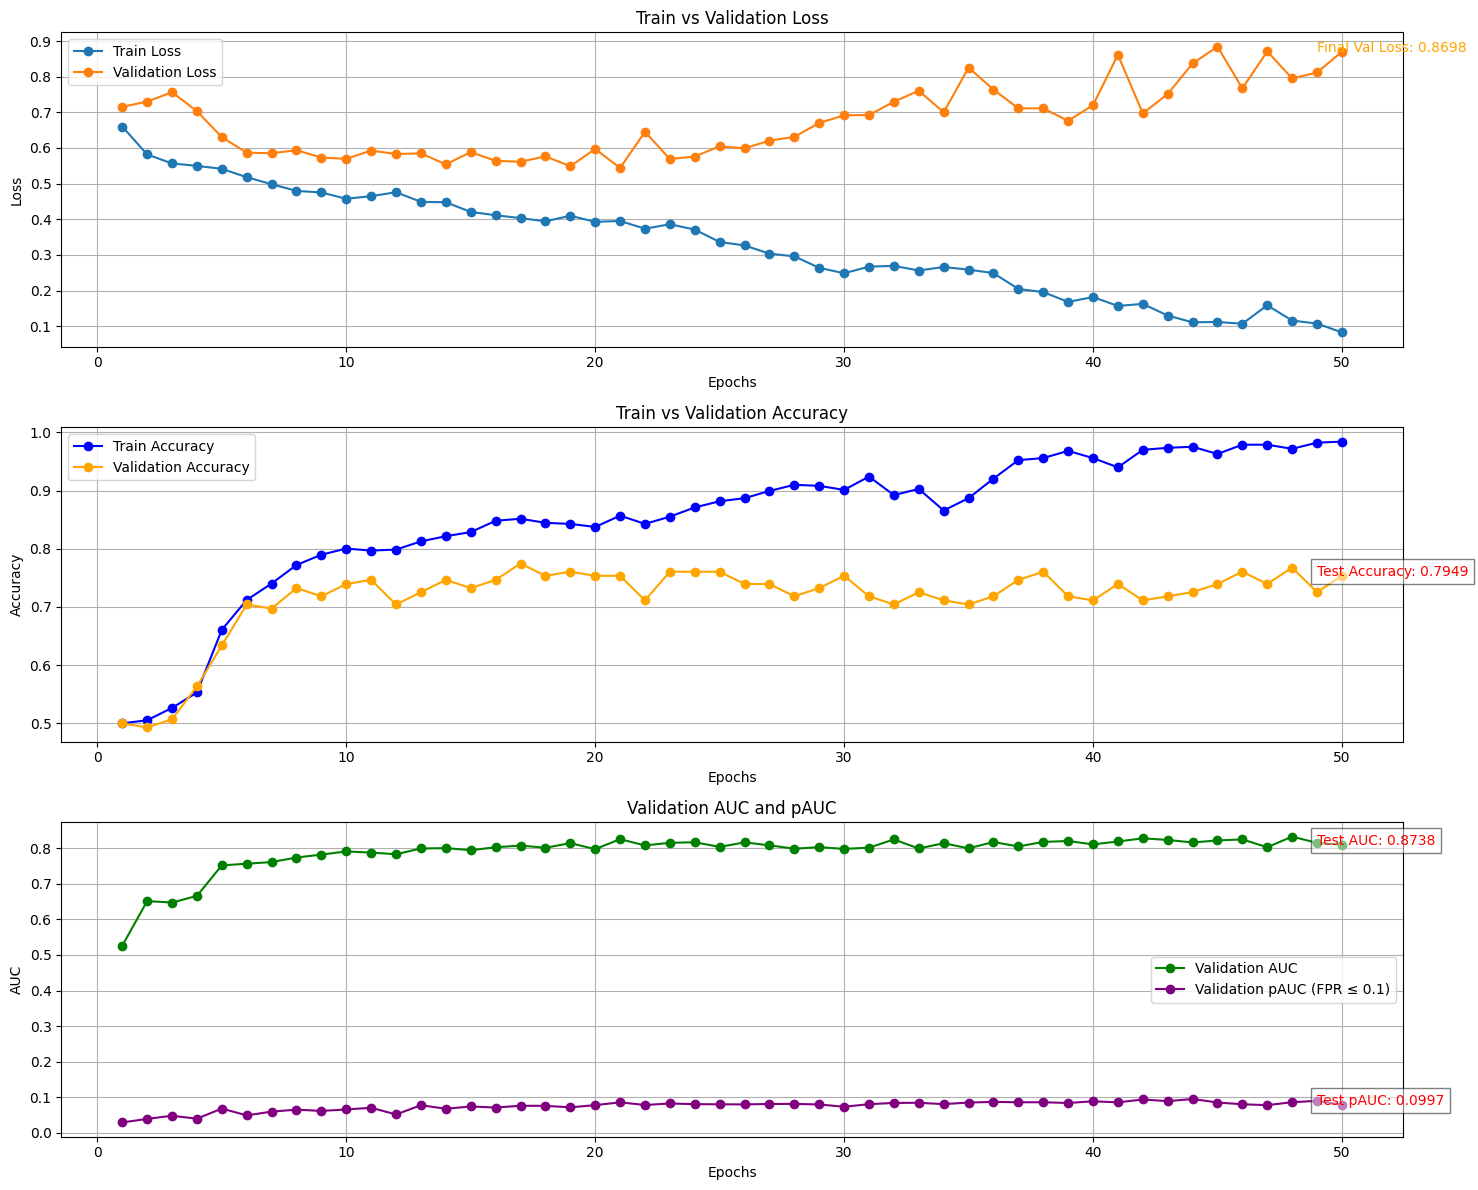 Train vs Validation Loss
Train Loss
Validation Loss
Final Val Loss: 0.8698
Loss
0.9
0.8
0.7
0.6
0.5
0.4
0.3
0.2
0.1
0 10 20 30 40 50
Epochs
Train vs Validation Accuracy
Train Accuracy
Validation Accuracy
Test Accuracy: 0.7949
Accuracy
1.0
0.9
0.8
0.7
0.6
0.5
0 10 20 30 40 50
Epochs
Validation AUC and pAUC
Test AUC: 0.8738
Validation AUC
Validation pAUC (FPR ≤ 0.1)
Test pAUC: 0.0997
AUC
0.8
0.7
0.6
0.5
0.4
0.3
0.2
0.1
0.0
0 10 20 30 40 50
Epochs